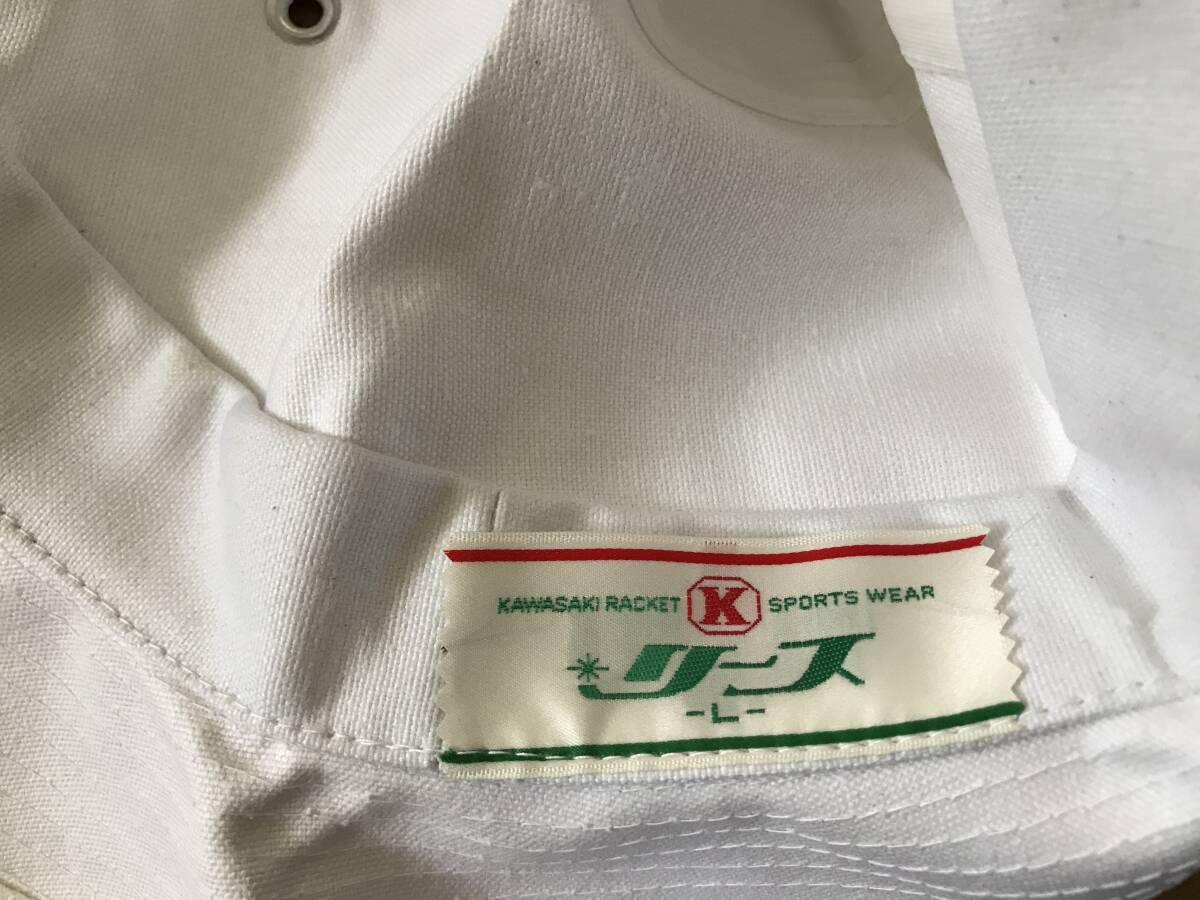 KAWASAKI RACKET K SPORTS WEAR
*リース
-L-